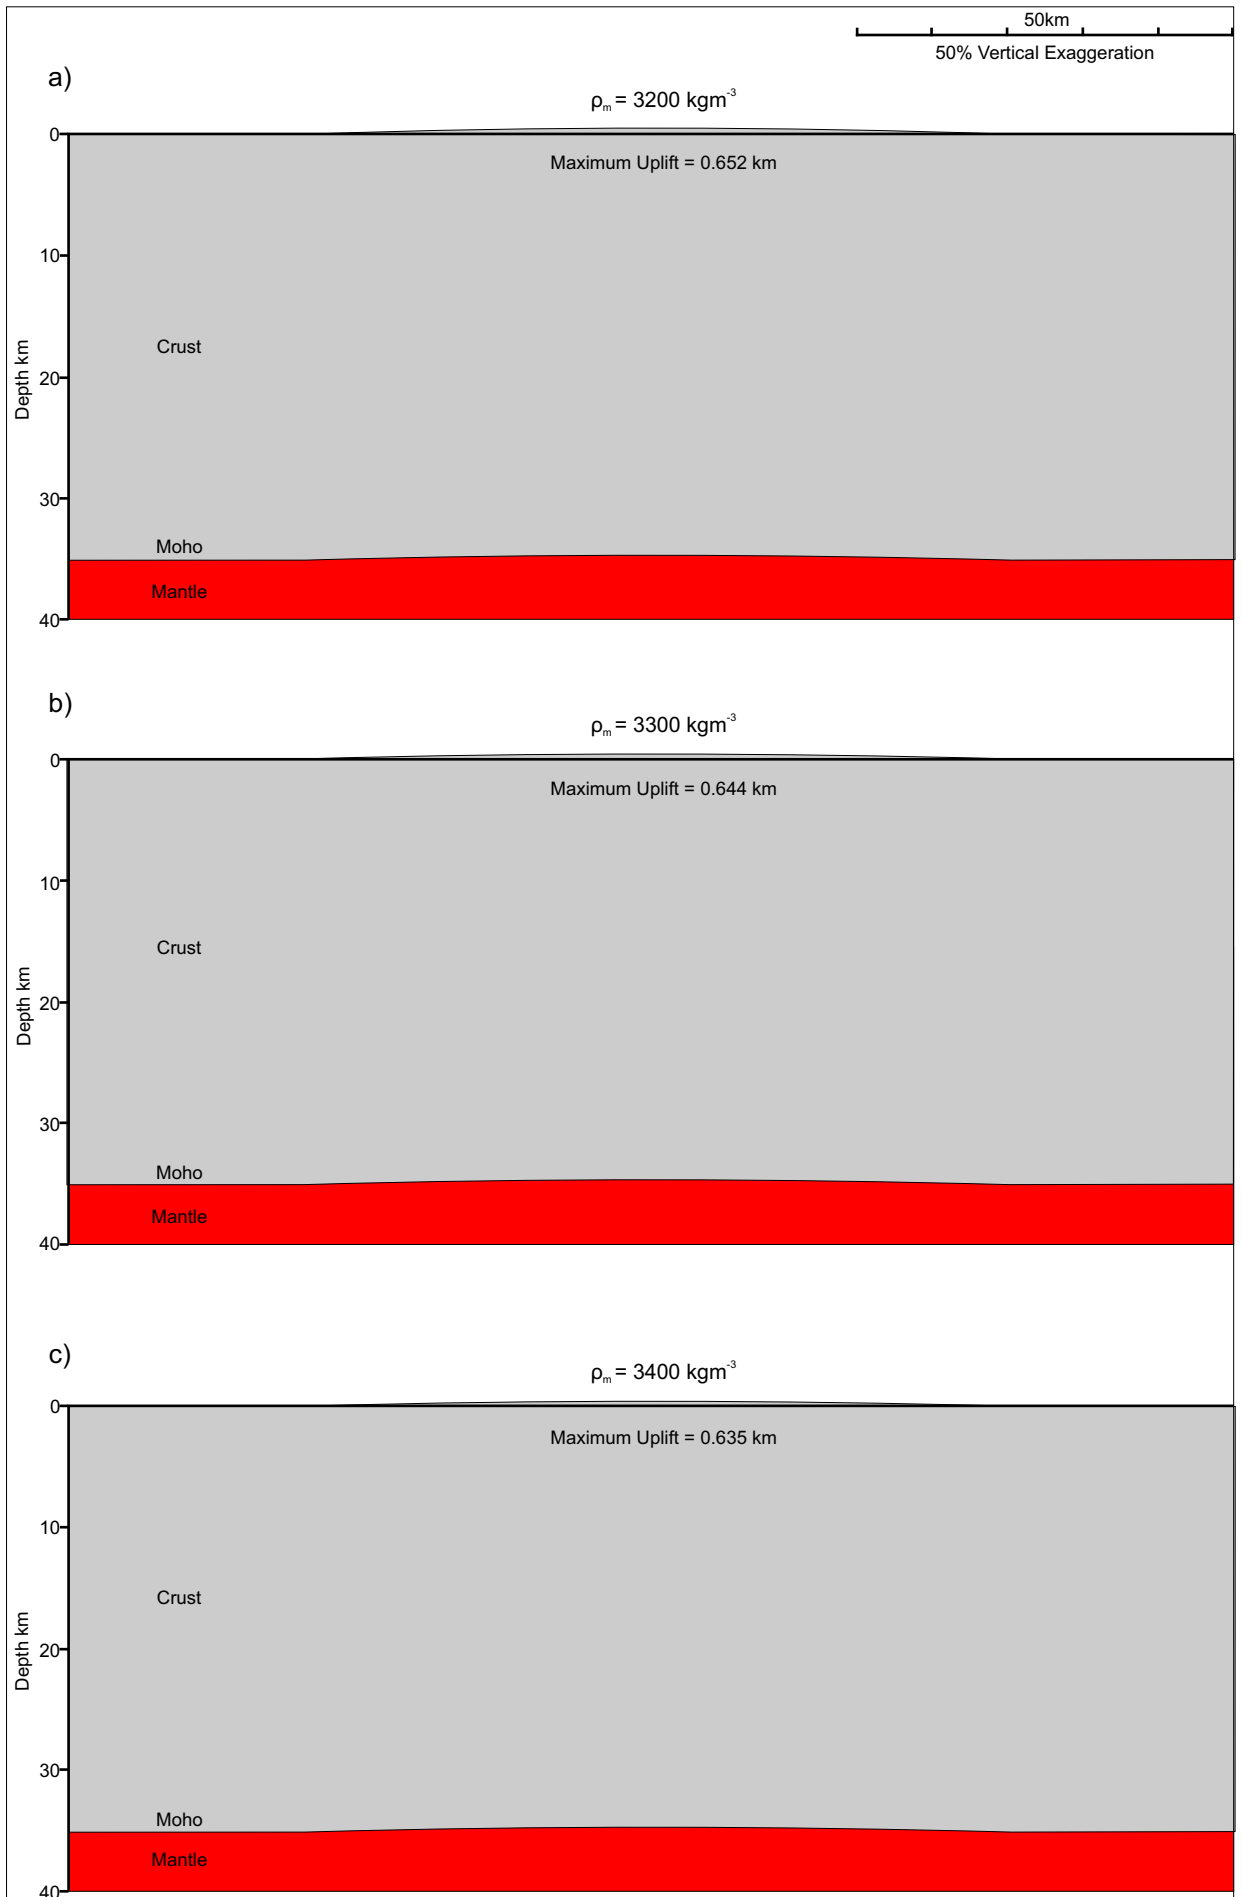 50km
50% Vertical Exaggeration
a)
ρm = 3200 kgm-3
0
Maximum Uplift = 0.652 km
10
Crust
Depth km
20
30
Moho
Mantle
40
b)
ρm = 3300 kgm-3
0
Maximum Uplift = 0.644 km
10
Crust
Depth km
20
30
Moho
Mantle
40
c)
ρm = 3400 kgm-3
0
Maximum Uplift = 0.635 km
10
Crust
Depth km
20
30
Moho
Mantle
40